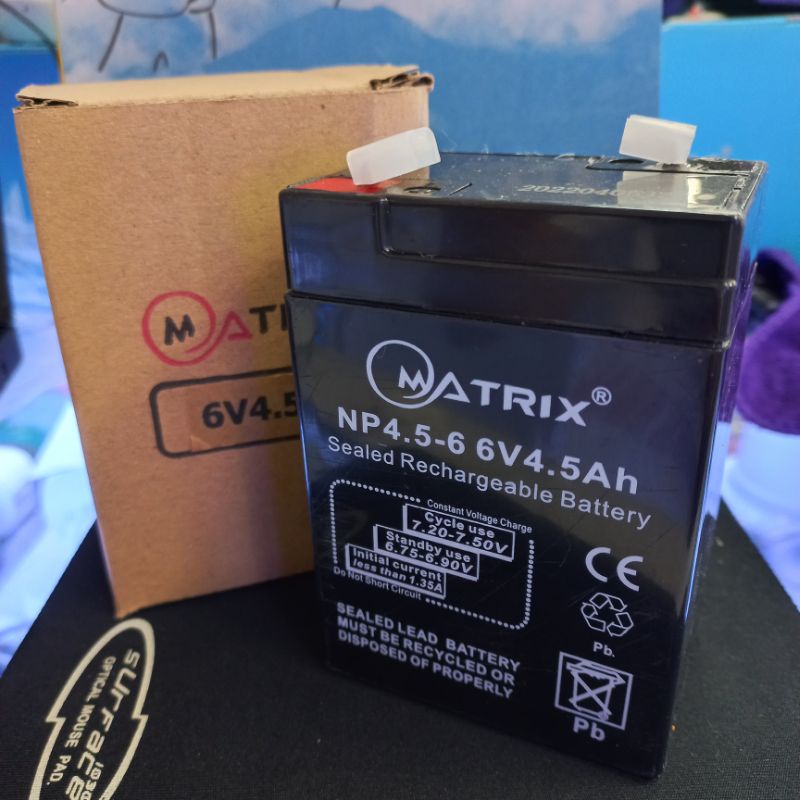 MATRIX
6V4.5
2022040
MATRIX®
NP4.5-6 6V4.5Ah
Sealed Rechargeable Battery
Constant Voltage Charge
Cycle use
7.20-7.50V
Standby use
6.75-6.90V
Initial current
less than 1.35A
Do Not Short Circuit
SEALED LEAD BATTERY
MUST BE RECYCLED OR
DISPOSED OF PROPERLY
CE
Pb.
Pb
surface
1030
OPTICAL MOUSE PAD.